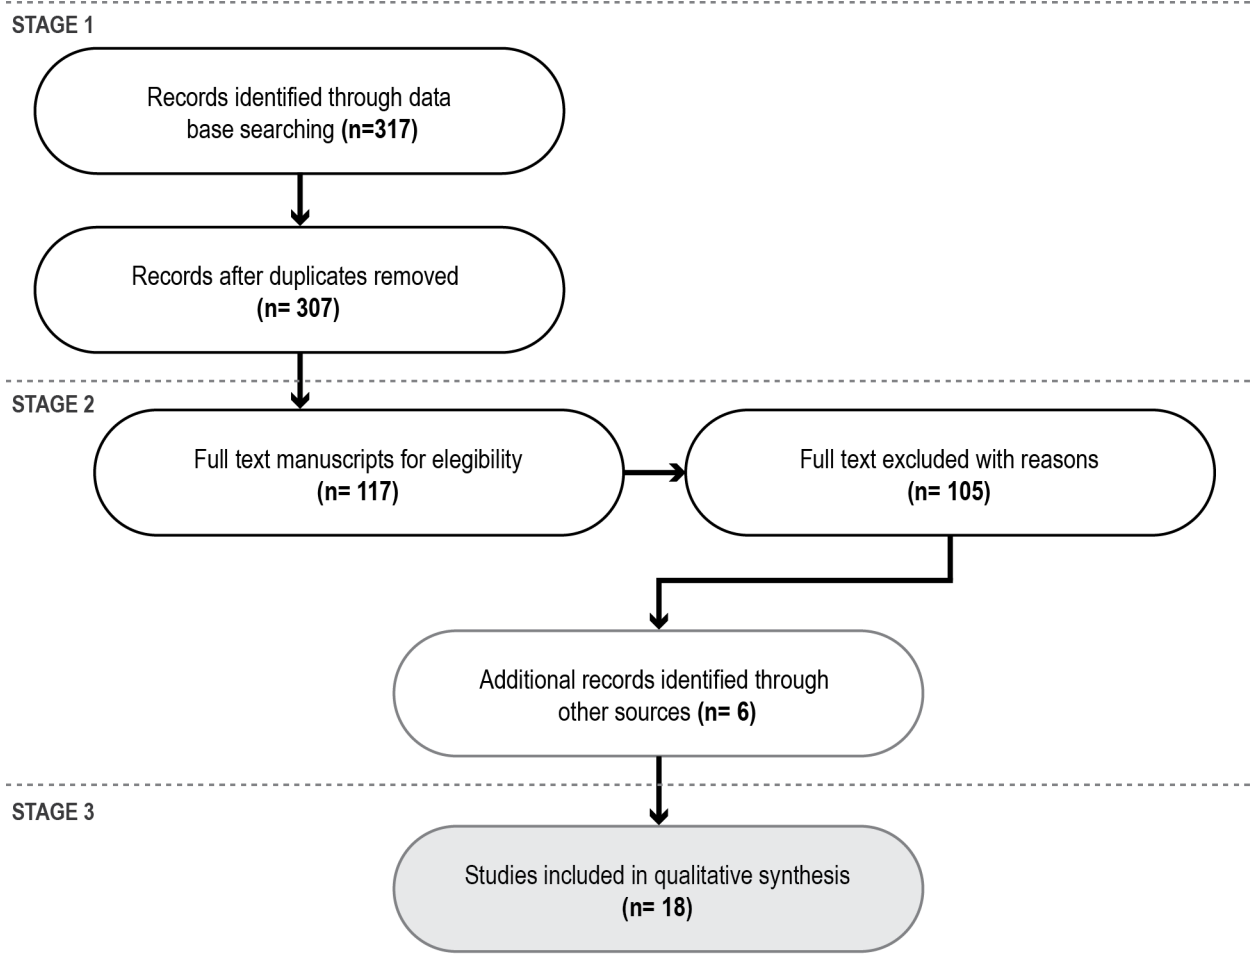 STAGE 1
Records identified through data
base searching (n=317)
Records after duplicates removed
(n= 307)
STAGE 2
Full text manuscripts for elegibility
(n= 117)
Full text excluded with reasons
(n= 105)
Additional records identified through
other sources (n= 6)
STAGE 3
Studies included in qualitative synthesis
(n= 18)